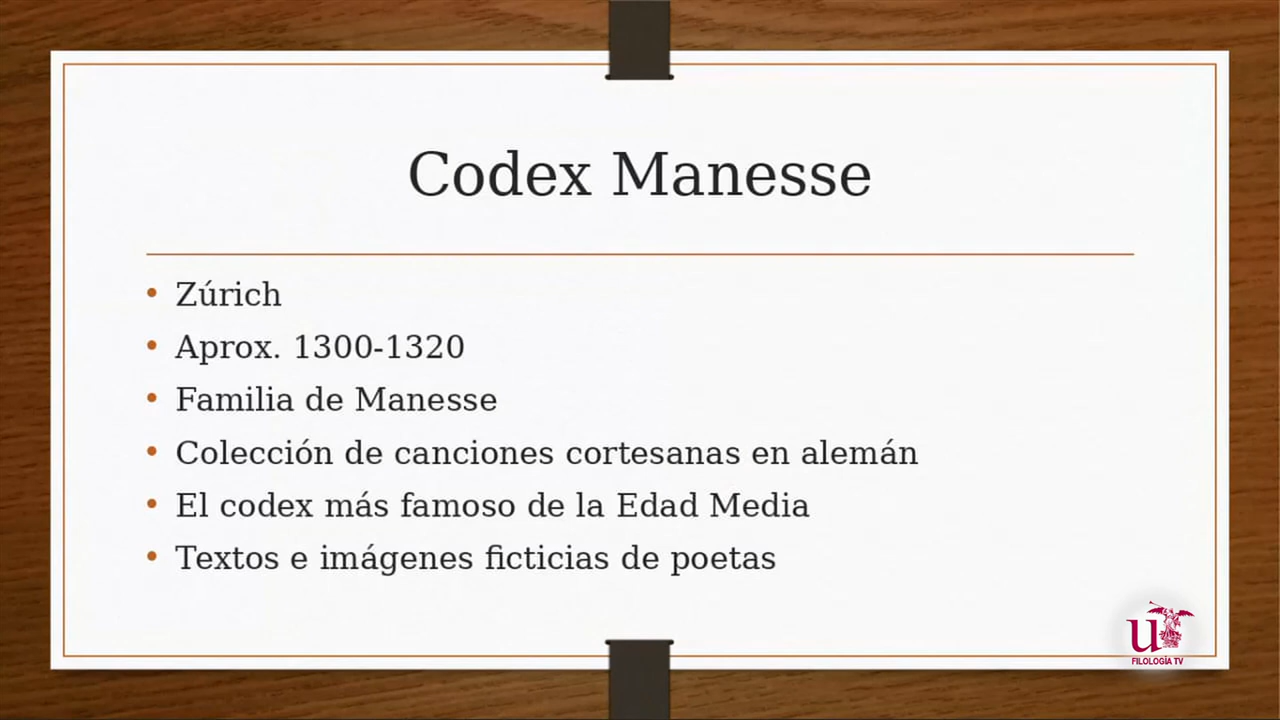 Codex Manesse
• Zúrich
• Aprox. 1300-1320
• Familia de Manesse
• Colección de canciones cortesanas en alemán
• El codex más famoso de la Edad Media
• Textos e imágenes ficticias de poetas
u
FILOLOGÍA TV